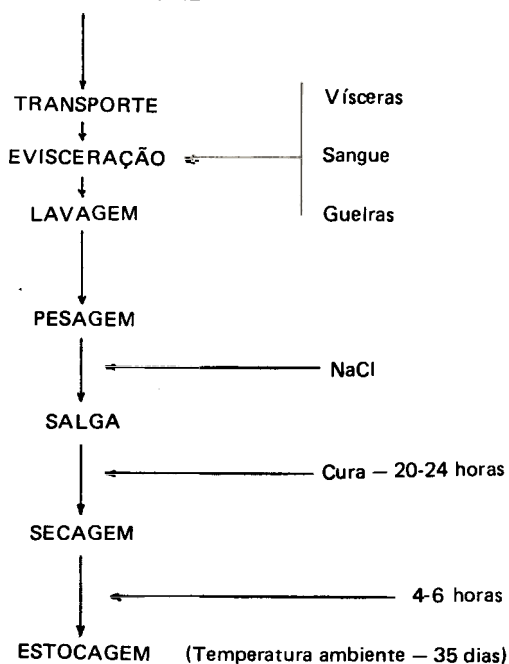 TRANSPORTE
Vísceras
EVISCERAÇÃO
Sangue
LAVAGEM
Guelras
PESAGEM
NaCl
SALGA
Cura — 20-24 horas
SECAGEM
4-6 horas
ESTOCAGEM (Temperatura ambiente — 35 dias)